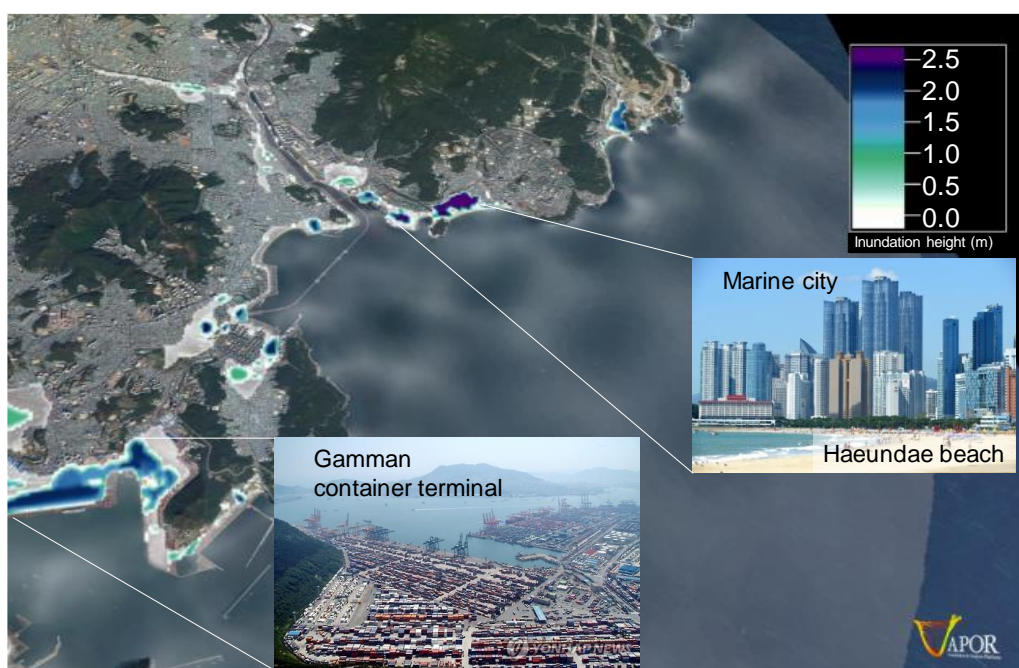 2.5
2.0
1.5
1.0
0.5
0.0
Inundation height (m)
Marine city
Haeundae beach
Gamman
container terminal
YONHAP NEWS
VAPOR